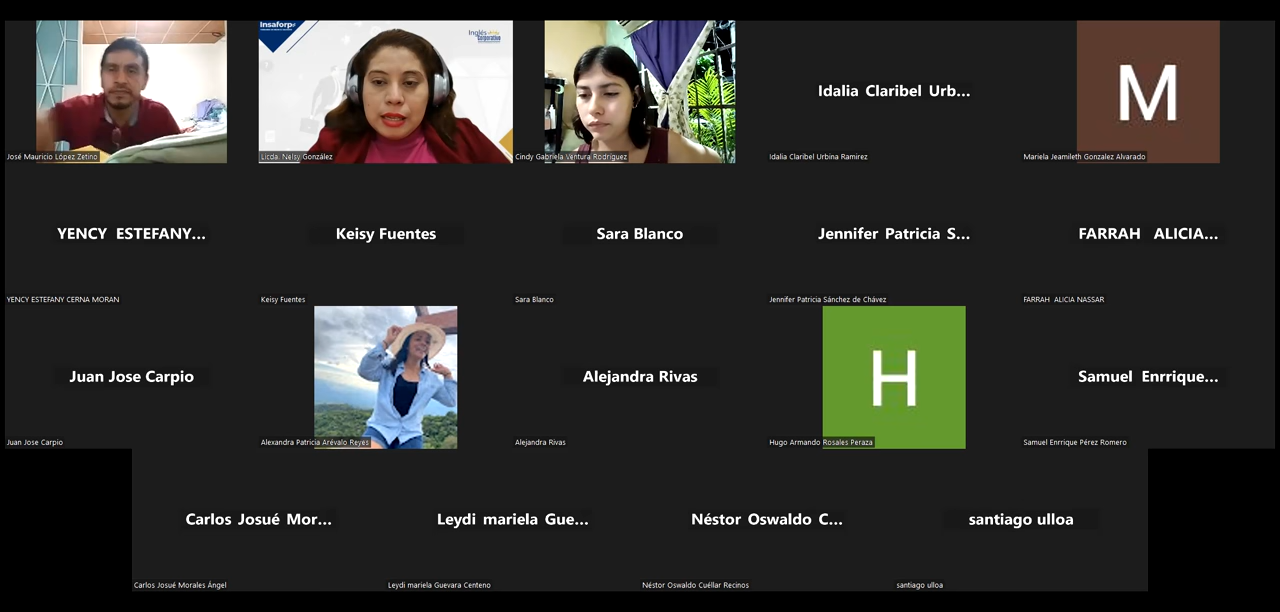 Insaforp
Inglés
Corporativo
José Mauricio López Zetino
Licda. Nelsy González
Cindy Gabriela Ventura Rodríguez
Idalia Claribel Urb...
Idalia Claribel Urbina Ramirez
M
Mariela Jeamileth Gonzalez Alvarado
YENCY ESTEFANY...
YENCY ESTEFANY CERNA MORAN
Keisy Fuentes
Keisy Fuentes
Sara Blanco
Sara Blanco
Jennifer Patricia S...
Jennifer Patricia Sánchez de Chávez
FARRAH ALICIA...
FARRAH ALICIA NASSAR
Juan Jose Carpio
Juan Jose Carpio
Alexandra Patricia Arévalo Reyes
Alejandra Rivas
Alejandra Rivas
H
Hugo Armando Rosales Peraza
Samuel Enrrique...
Samuel Enrrique Pérez Romero
Carlos Josué Mor...
Carlos Josué Morales Ángel
Leydi mariela Gue...
Leydi mariela Guevara Centeno
Néstor Oswaldo C...
Néstor Oswaldo Cuéllar Recinos
santiago ulloa
santiago ulloa